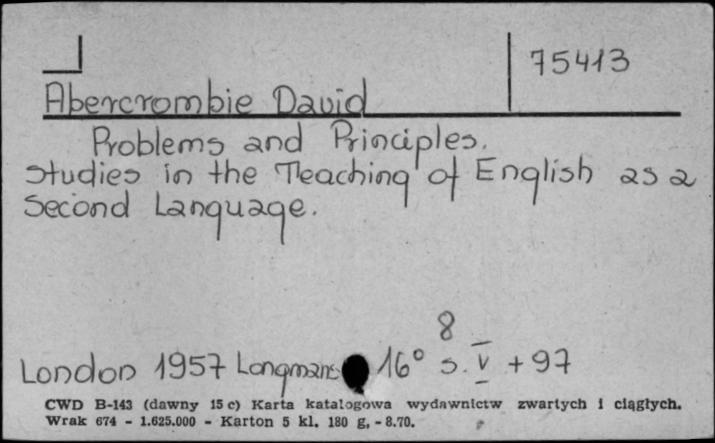 75413
Abercrombie David
Problems and Principles.
Studies in the Teaching of English as a
Second Language.
8
London 1957 Longmans 16° s. V + 97
CWD B-143 (dawny 15 c) Karta katalogowa wydawnictw zwartych i ciągłych.
Wrak 674 - 1.625.000 - Karton 5 kl. 180 g, - 8.70.